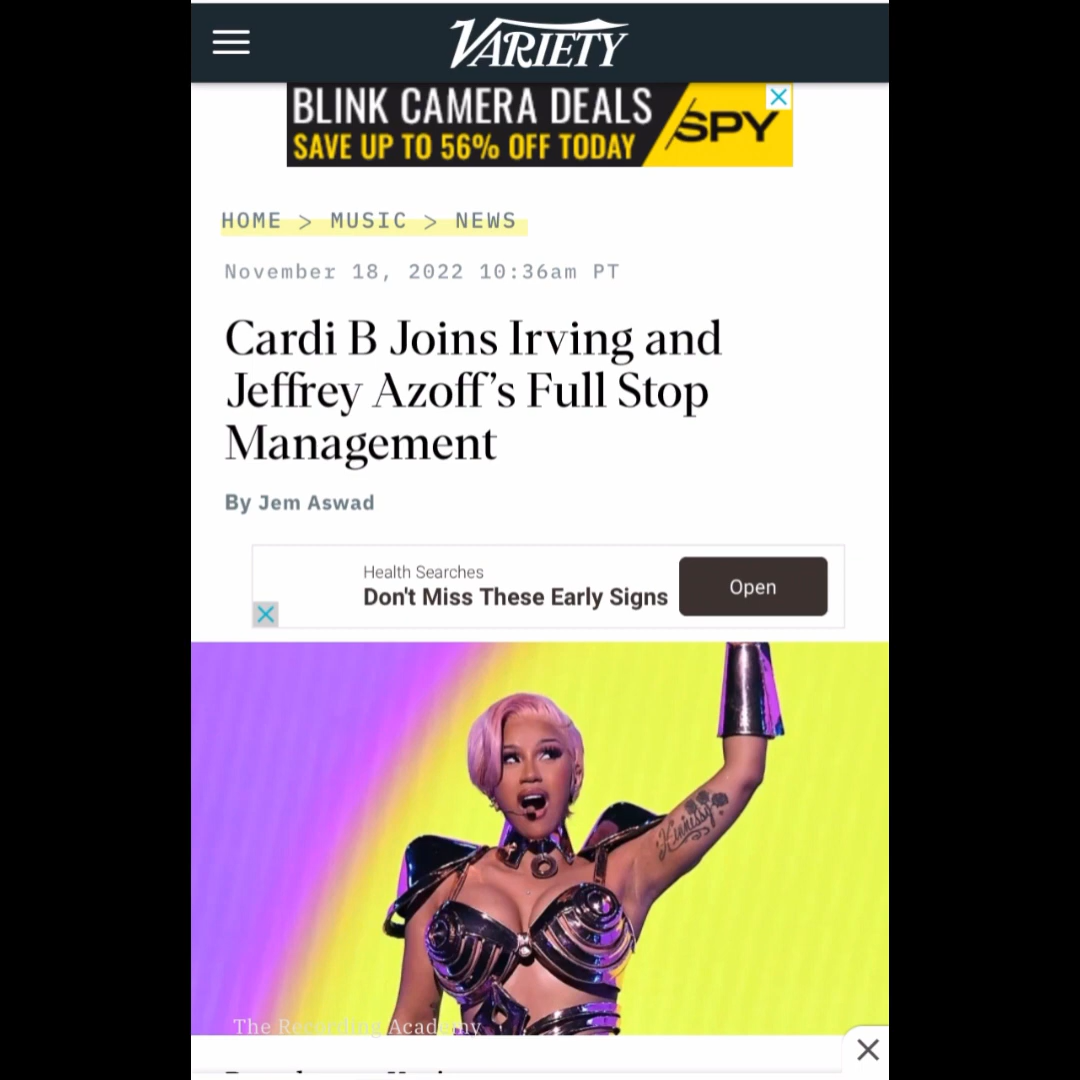 VARIETY
BLINK CAMERA DEALS
SAVE UP TO 56% OFF TODAY
SPY
HOME > MUSIC > NEWS
November 18, 2022 10:36am PT
Cardi B Joins Irving and
Jeffrey Azoff’s Full Stop
Management
By Jem Aswad
Health Searches
Don't Miss These Early Signs
Open
Kennessy
The Recording Academy